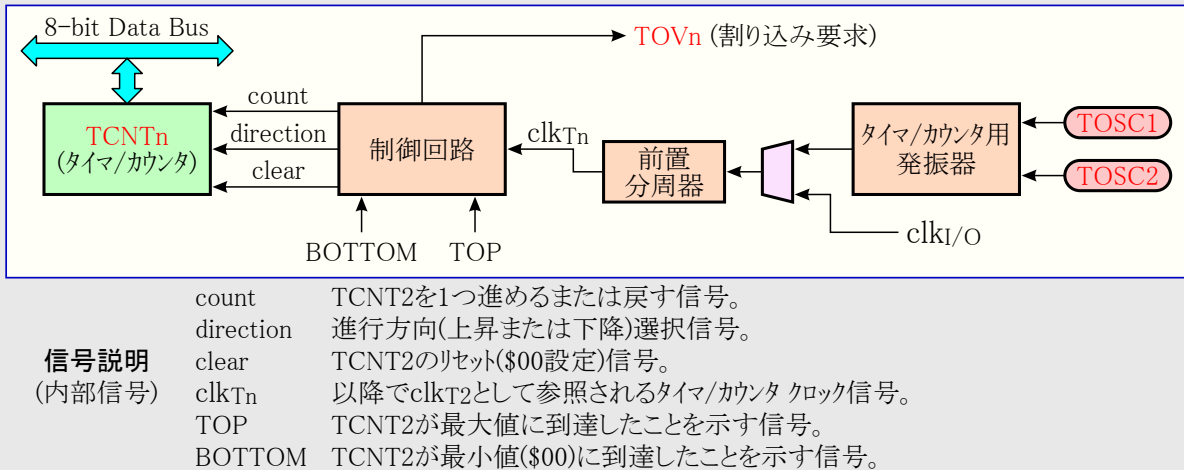 8-bit Data Bus
TOVn (割り込み要求)
count
TCNTn
(タイマ/カウンタ)
direction
clear
制御回路
clkTn
前置
分周器
タイマ/カウンタ用
発振器
TOSC1
TOSC2
clkI/O
BOTTOM TOP
信号説明
(内部信号)
count TCNT2を1つ進めるまたは戻す信号。
direction 進行方向(上昇または下降)選択信号。
clear TCNT2のリセット($00設定)信号。
clkTn 以降でclkT2として参照されるタイマ/カウンタ クロック信号。
TOP TCNT2が最大値に到達したことを示す信号。
BOTTOM TCNT2が最小値($00)に到達したことを示す信号。